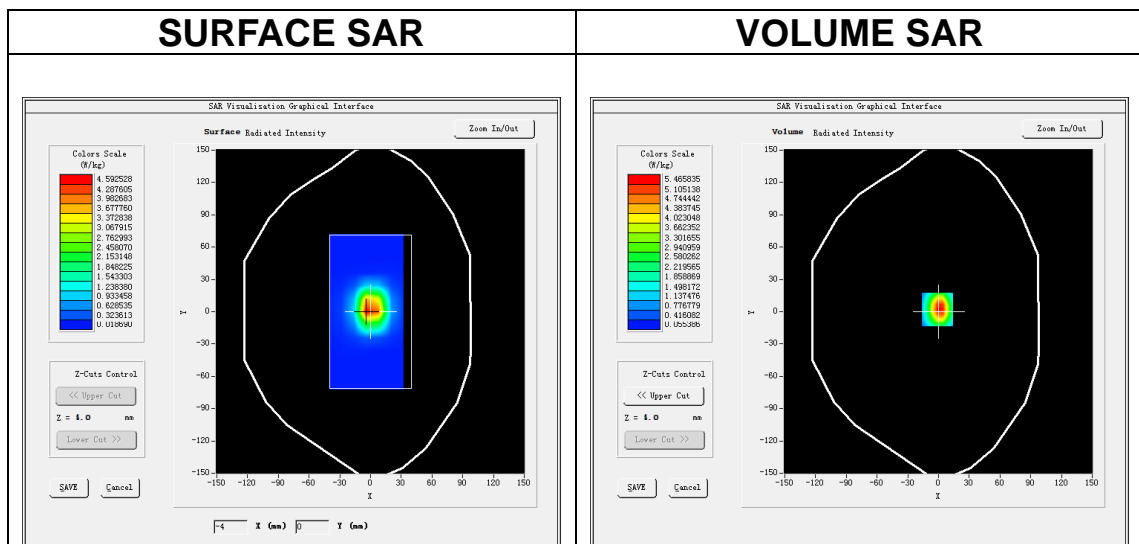 SURFACE SAR
VOLUME SAR
SAR Visualisation Graphical Interface
Surface Radiated Intensity
Zoom In/Out
Colors Scale
(W/kg)
4.592528
4.287605
3.982683
3.677760
3.372838
3.067915
2.762993
2.458070
2.153148
1.848225
1.543303
1.238380
0.933458
0.628535
0.323613
0.018690
150
120
90
60
30
0
-30
-60
-90
-120
-150
Y
-150 -120 -90 -60 -30 0 30 60 90 120 150
X
Z-Cuts Control
<< Upper Cut
Z = 4.0 mm
Lower Cut >>
SAVE
Cancel
-4 X (mm) 0 Y (mm)
SAR Visualisation Graphical Interface
Volume Radiated Intensity
Zoom In/Out
Colors Scale
(W/kg)
5.465835
5.105138
4.744442
4.383745
4.023048
3.662352
3.301655
2.940959
2.580262
2.219565
1.858869
1.498172
1.137476
0.776779
0.416082
0.055386
150
120
90
60
30
0
-30
-60
-90
-120
-150
Y
-150 -120 -90 -60 -30 0 30 60 90 120 150
X
Z-Cuts Control
<< Upper Cut
Z = 4.0 mm
Lower Cut >>
SAVE
Cancel